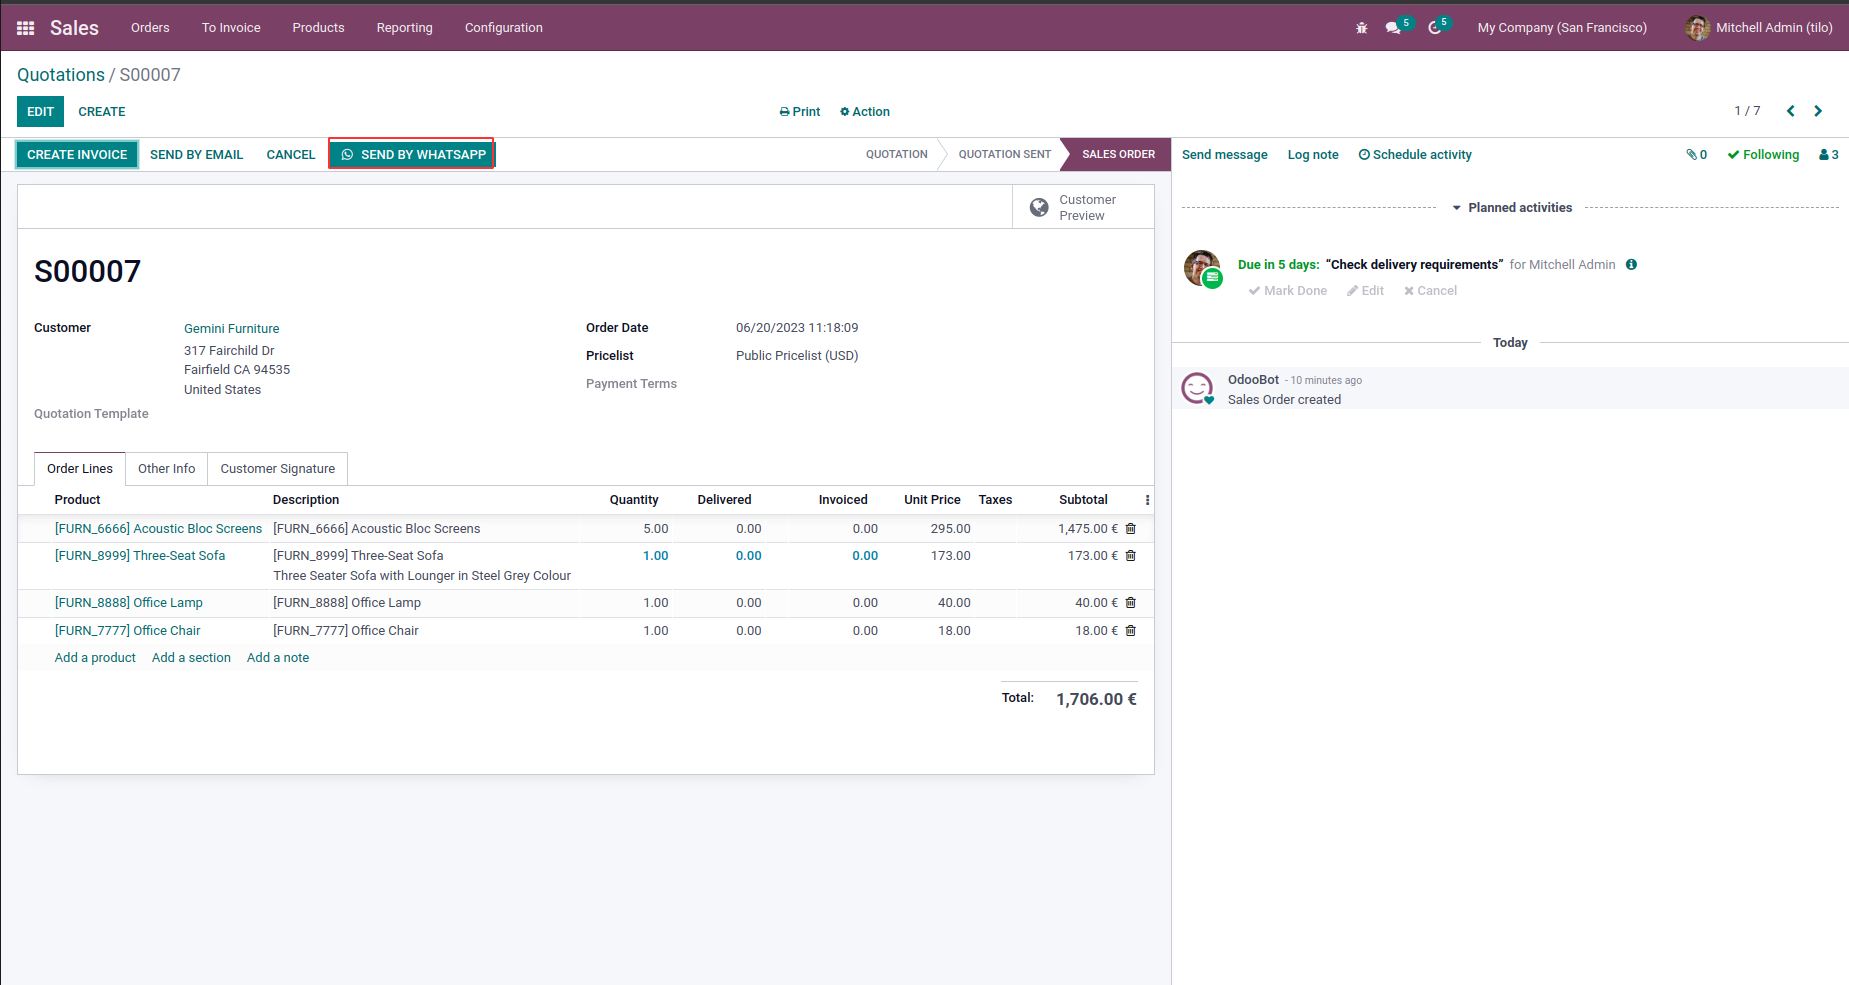 Sales Orders To Invoice Products Reporting Configuration 5 5 My Company (San Francisco) Mitchell Admin (tilo)
Quotations / S00007
EDIT CREATE Print Action 1 / 7
CREATE INVOICE SEND BY EMAIL CANCEL SEND BY WHATSAPP QUOTATION QUOTATION SENT SALES ORDER
Customer
Preview
S00007
Customer Gemini Furniture
317 Fairchild Dr
Fairfield CA 94535
United States
Quotation Template
Order Date 06/20/2023 11:18:09
Pricelist Public Pricelist (USD)
Payment Terms
Order Lines Other Info Customer Signature
Product Description Quantity Delivered Invoiced Unit Price Taxes Subtotal
[FURN_6666] Acoustic Bloc Screens [FURN_6666] Acoustic Bloc Screens 5.00 0.00 0.00 295.00 1,475.00 €
[FURN_8999] Three-Seat Sofa [FURN_8999] Three-Seat Sofa 1.00 0.00 0.00 173.00 173.00 €
Three Seater Sofa with Lounger in Steel Grey Colour
[FURN_8888] Office Lamp [FURN_8888] Office Lamp 1.00 0.00 0.00 40.00 40.00 €
[FURN_7777] Office Chair [FURN_7777] Office Chair 1.00 0.00 0.00 18.00 18.00 €
Add a product Add a section Add a note
Total: 1,706.00 €
Send message Log note Schedule activity 0 Following 3
Planned activities
Due in 5 days: “Check delivery requirements” for Mitchell Admin
Mark Done Edit Cancel
Today
OdooBot - 10 minutes ago
Sales Order created